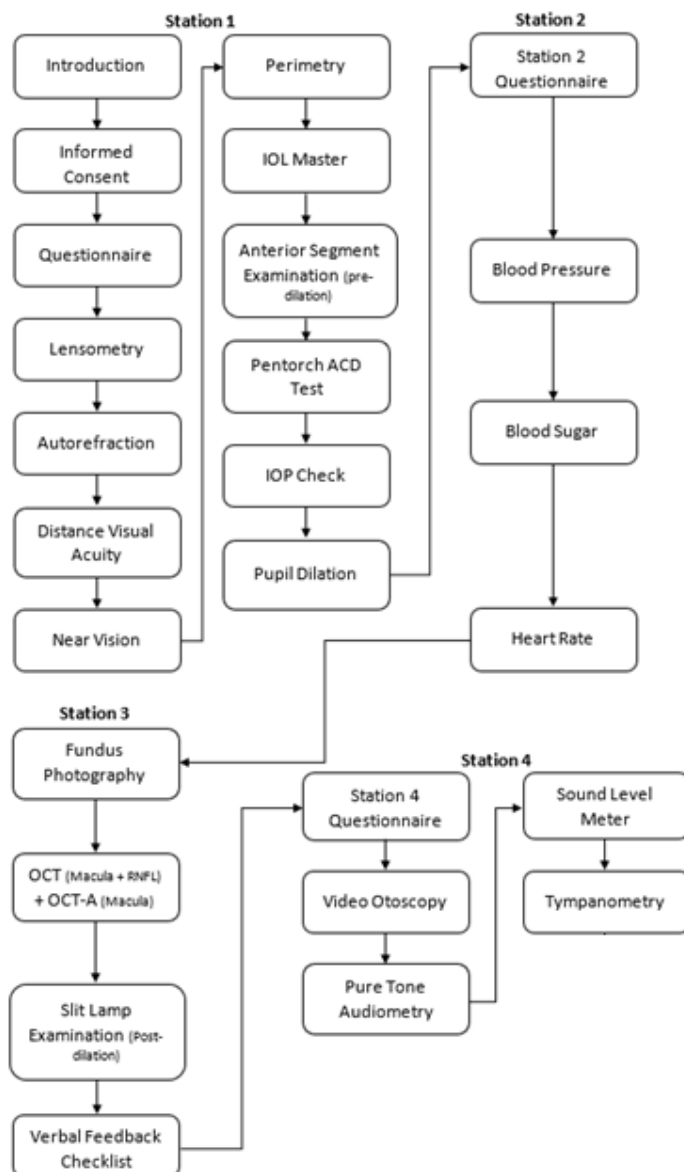 Station 1
Introduction
Informed
Consent
Questionnaire
Lensometry
Autorefraction
Distance Visual
Acuity
Near Vision
Perimetry
IOL Master
Anterior Segment
Examination (pre-
dilation)
Pentorch ACD
Test
IOP Check
Pupil Dilation
Station 2
Station 2
Questionnaire
Blood Pressure
Blood Sugar
Heart Rate
Station 3
Fundus
Photography
OCT (Macula + RNFL)
+ OCT-A (Macula)
Slit Lamp
Examination (Post-
dilation)
Verbal Feedback
Checklist
Station 4
Station 4
Questionnaire
Video Otoscopy
Pure Tone
Audiometry
Sound Level
Meter
Tympanometry